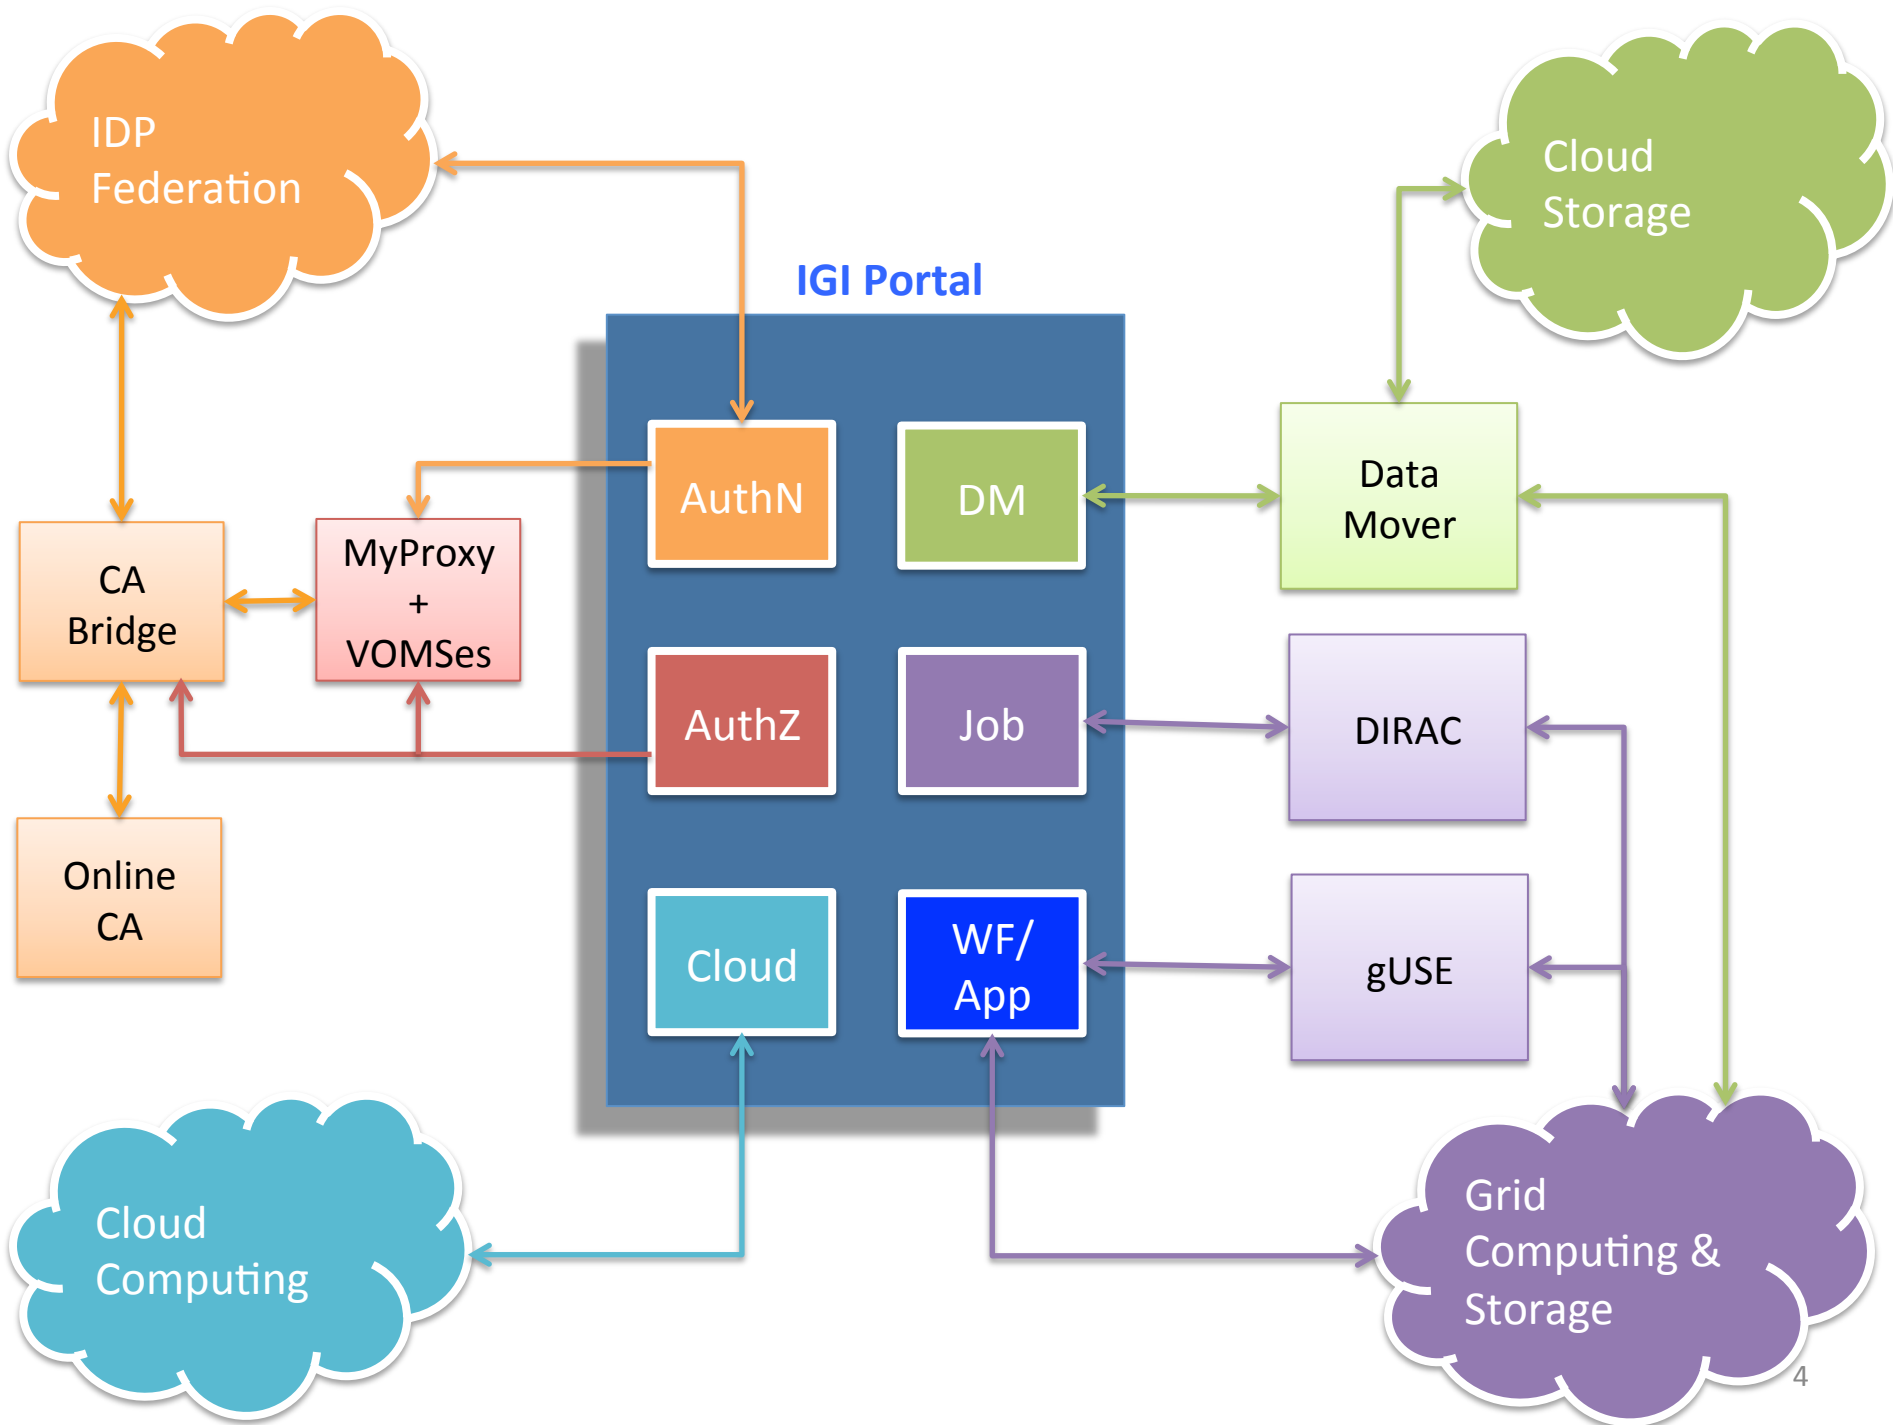 IDP
Federation
Cloud
Storage
IGI Portal
AuthN
DM
Data
Mover
CA
Bridge
MyProxy
+
VOMSes
AuthZ
Job
DIRAC
Online
CA
Cloud
WF/
App
gUSE
Cloud
Computing
Grid
Computing &
Storage
4